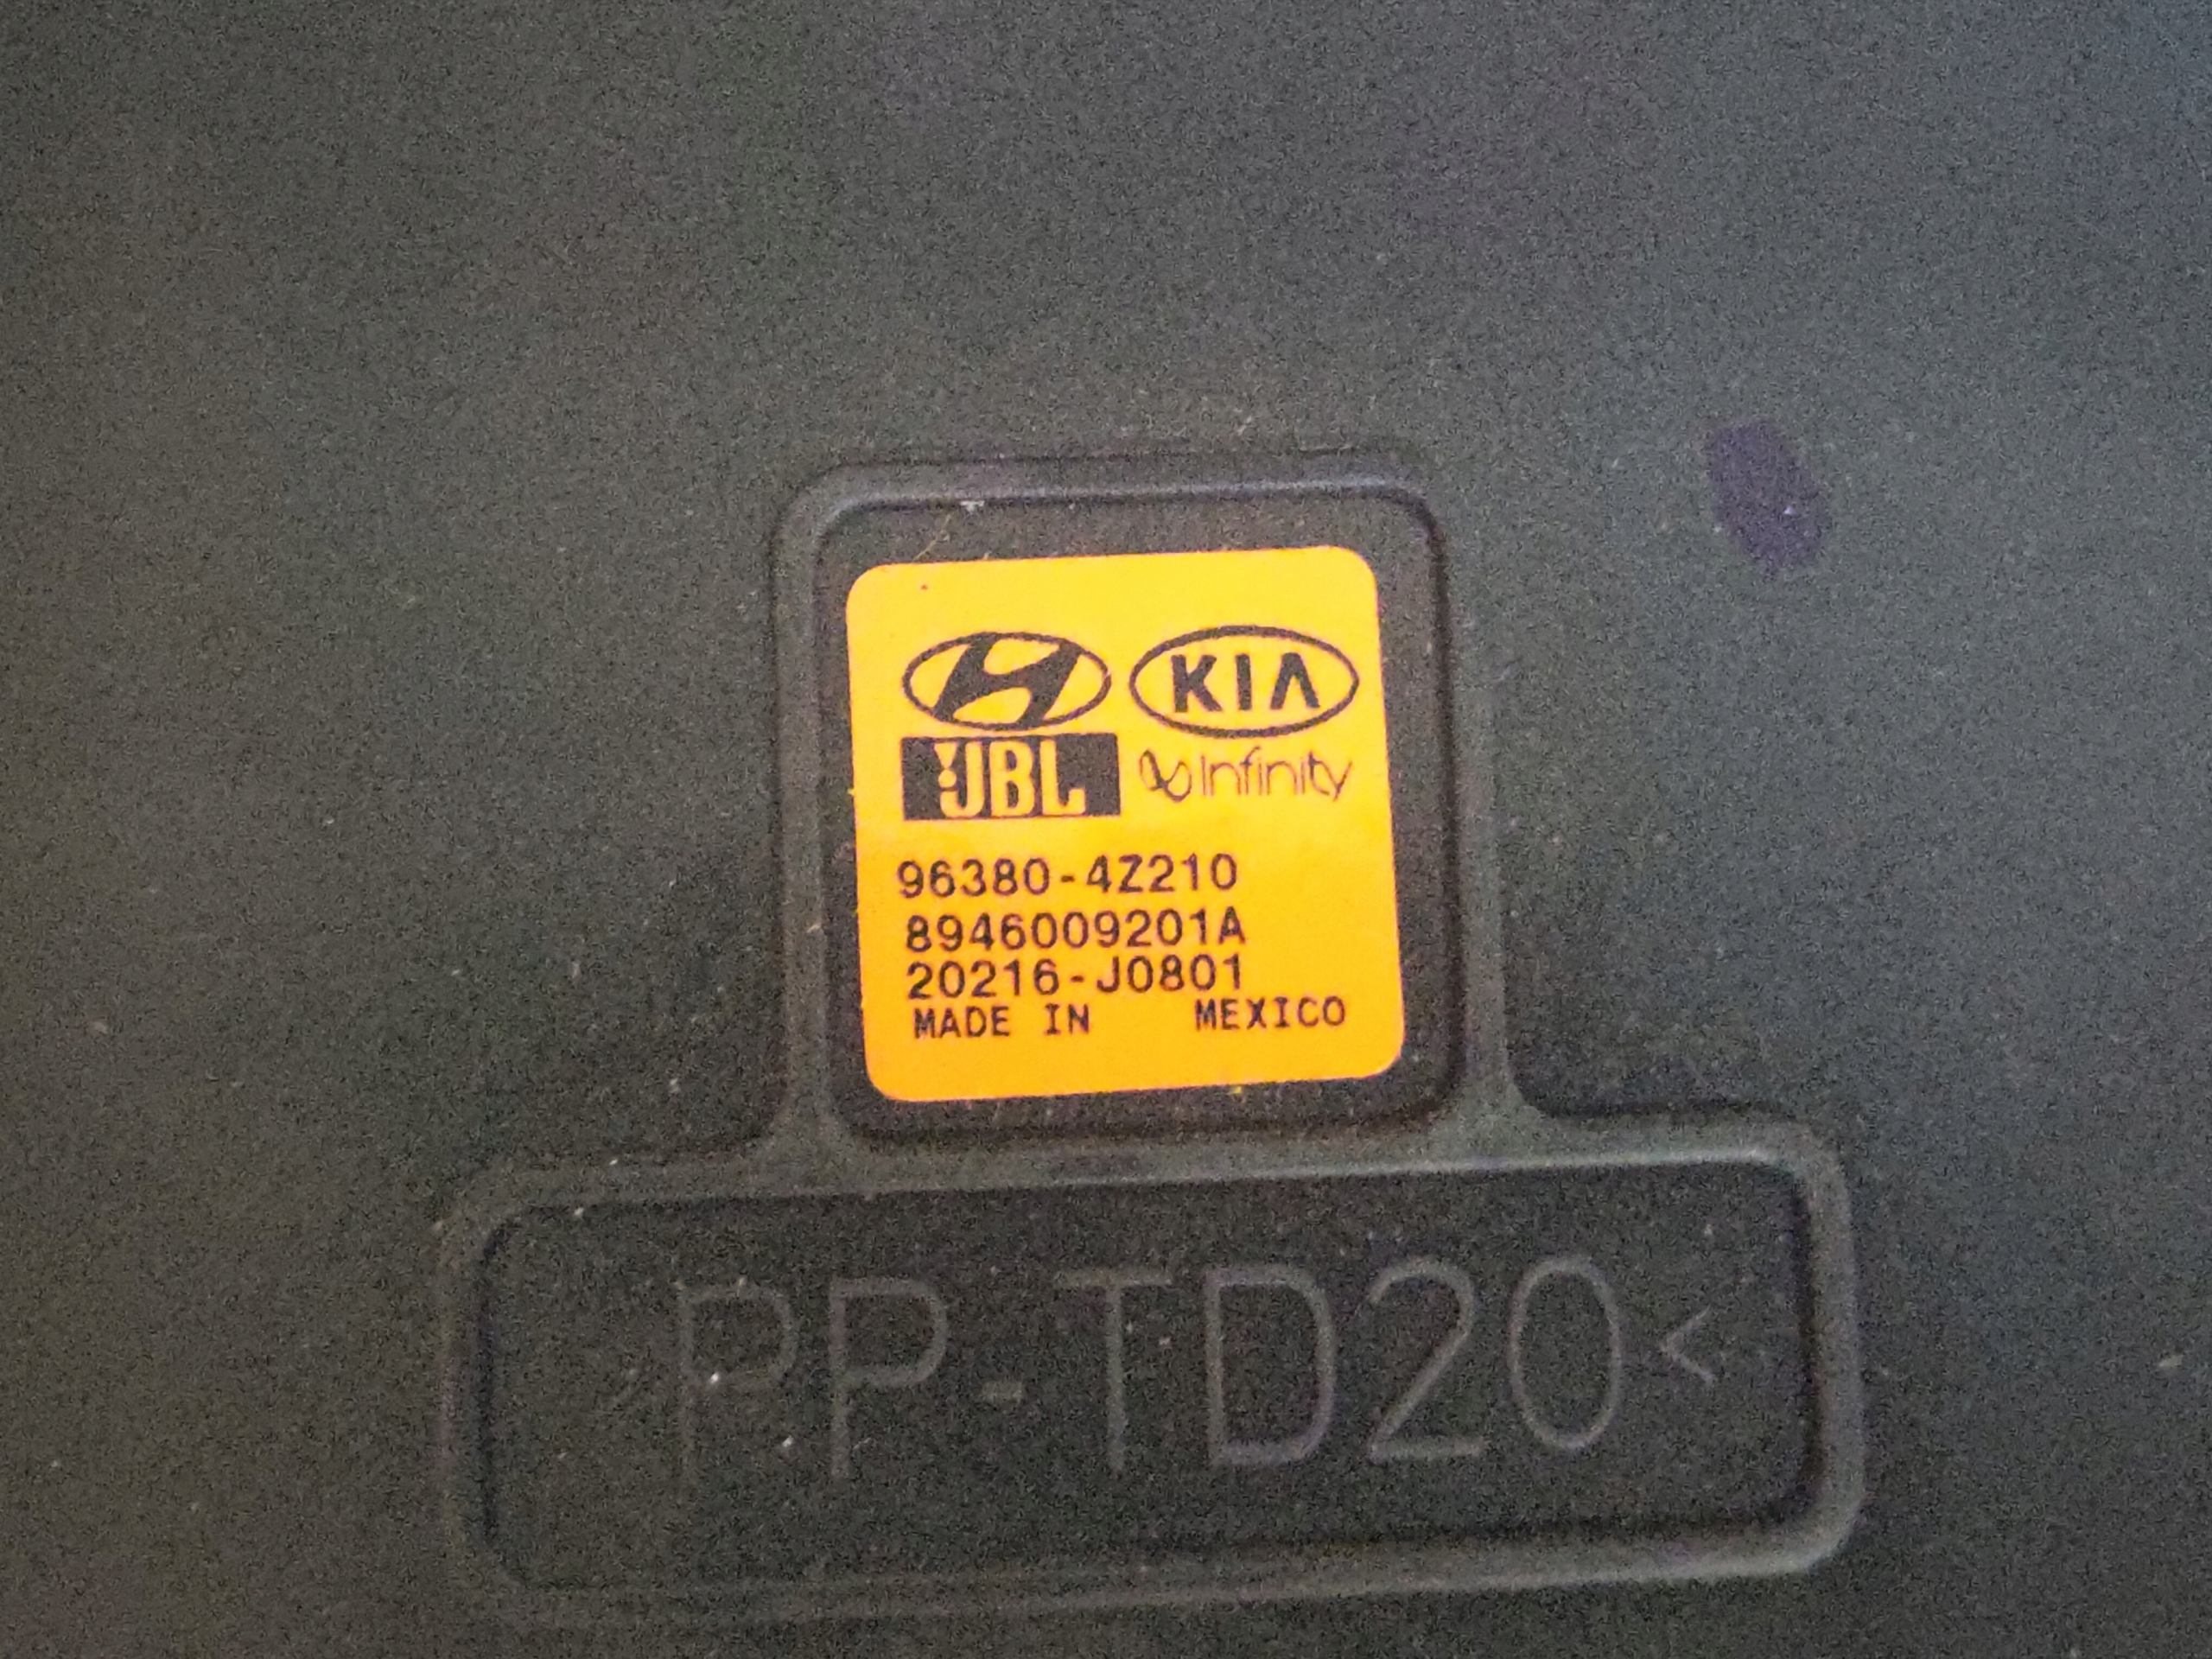 KIA
JBL Infinity
96380-4Z210
8946009201A
20216-J0801
MADE IN MEXICO
>PP-TD20<